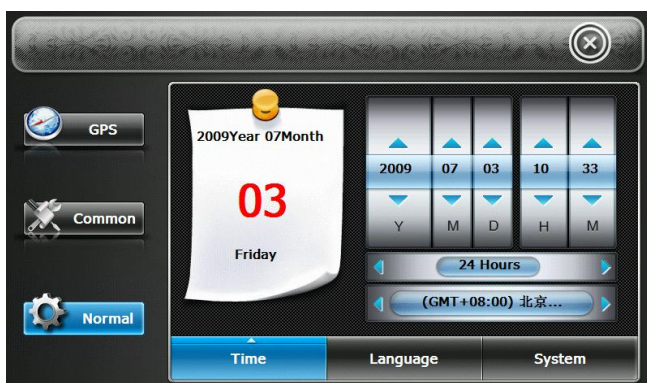 GPS
Common
Normal
2009Year 07Month
03
Friday
2009 07 03 10 33
Y M D H M
24 Hours
(GMT+08:00) 北京...
Time Language System